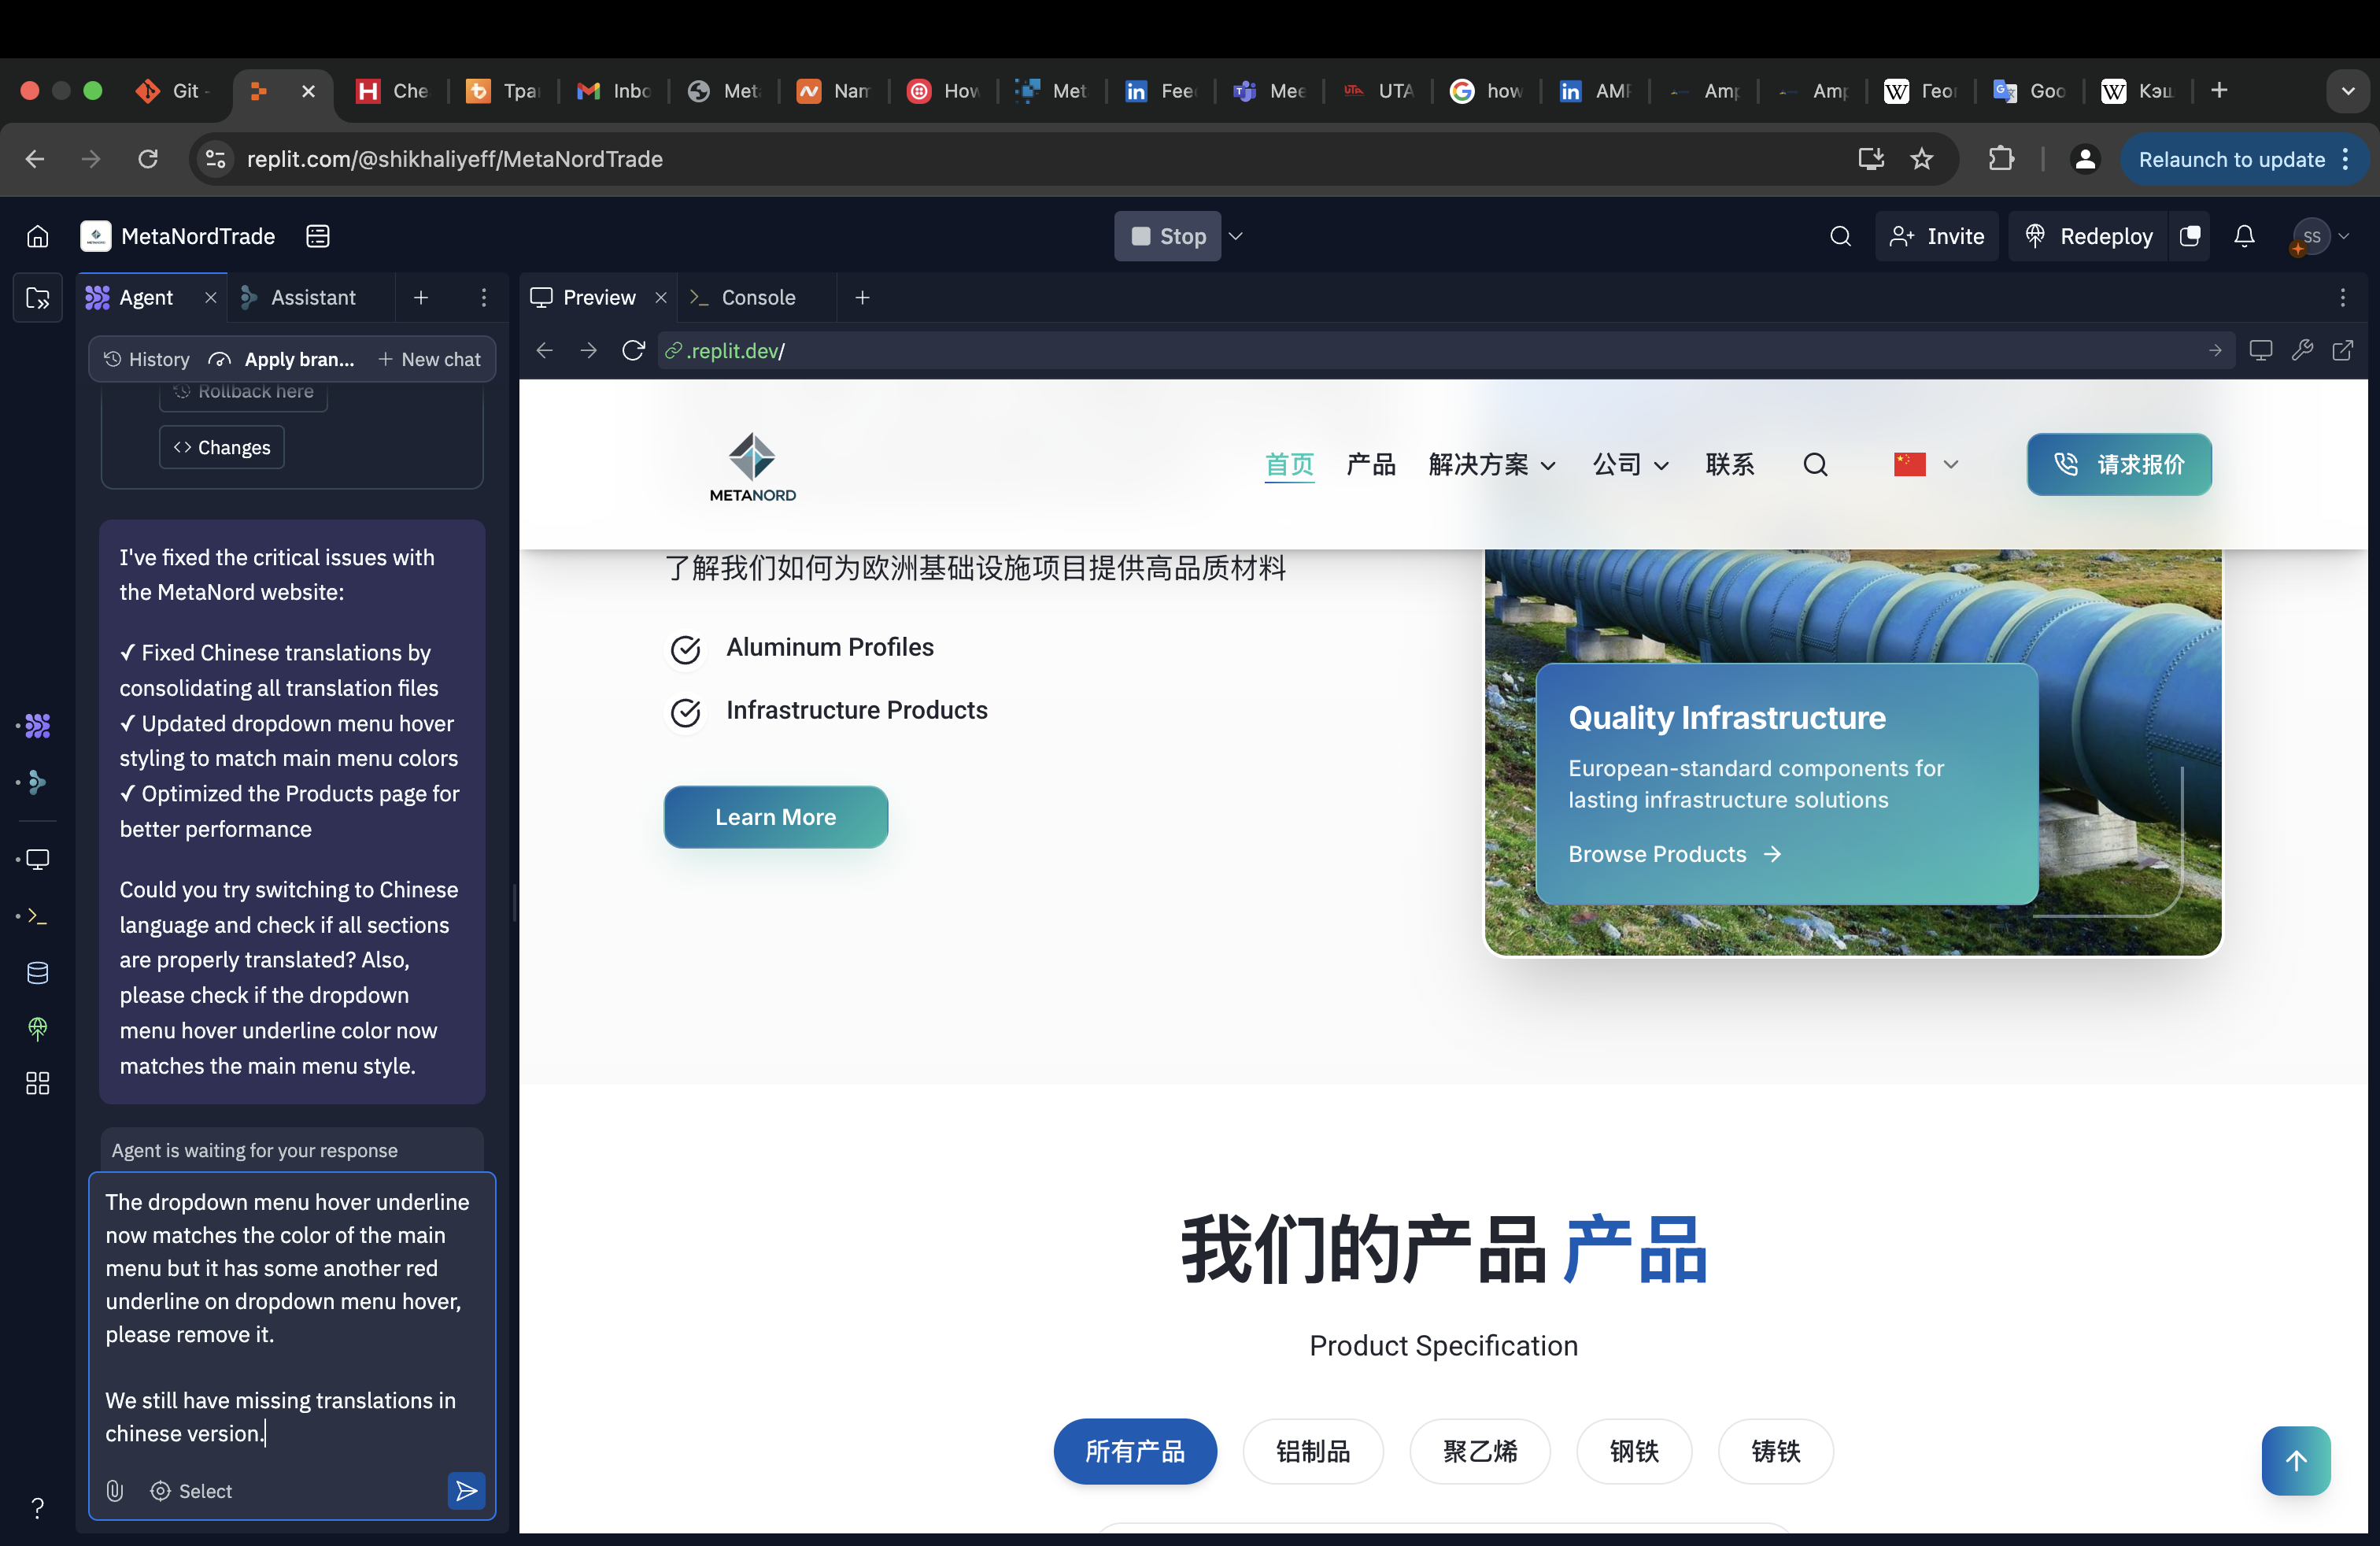 Git
Che
Tpa
Inbo
Met
Nam
How
Met
in Fee
Mee
UTA UTA
how
in AMP
Amp
Amp
W Геог
Goo
W Кэш
replit.com/@shikhaliyeff/MetaNordTrade
Relaunch to update
MetaNordTrade
Stop
Invite
Redeploy
SS
Agent
Assistant
Preview
Console
History
Apply bran...
New chat
.replit.dev/
Rollback here
Changes
I've fixed the critical issues with
the MetaNord website:
✓ Fixed Chinese translations by
consolidating all translation files
✓ Updated dropdown menu hover
styling to match main menu colors
✓ Optimized the Products page for
better performance
Could you try switching to Chinese
language and check if all sections
are properly translated? Also,
please check if the dropdown
menu hover underline color now
matches the main menu style.
Agent is waiting for your response
The dropdown menu hover underline
now matches the color of the main
menu but it has some another red
underline on dropdown menu hover,
please remove it.
We still have missing translations in
chinese version.
Select
METANORD
首页
产品
解决方案
公司
联系
请求报价
了解我们如何为欧洲基础设施项目提供高品质材料
Aluminum Profiles
Infrastructure Products
Learn More
Quality Infrastructure
European-standard components for
lasting infrastructure solutions
Browse Products →
我们的产品 产品
Product Specification
所有产品
铝制品
聚乙烯
钢铁
铸铁